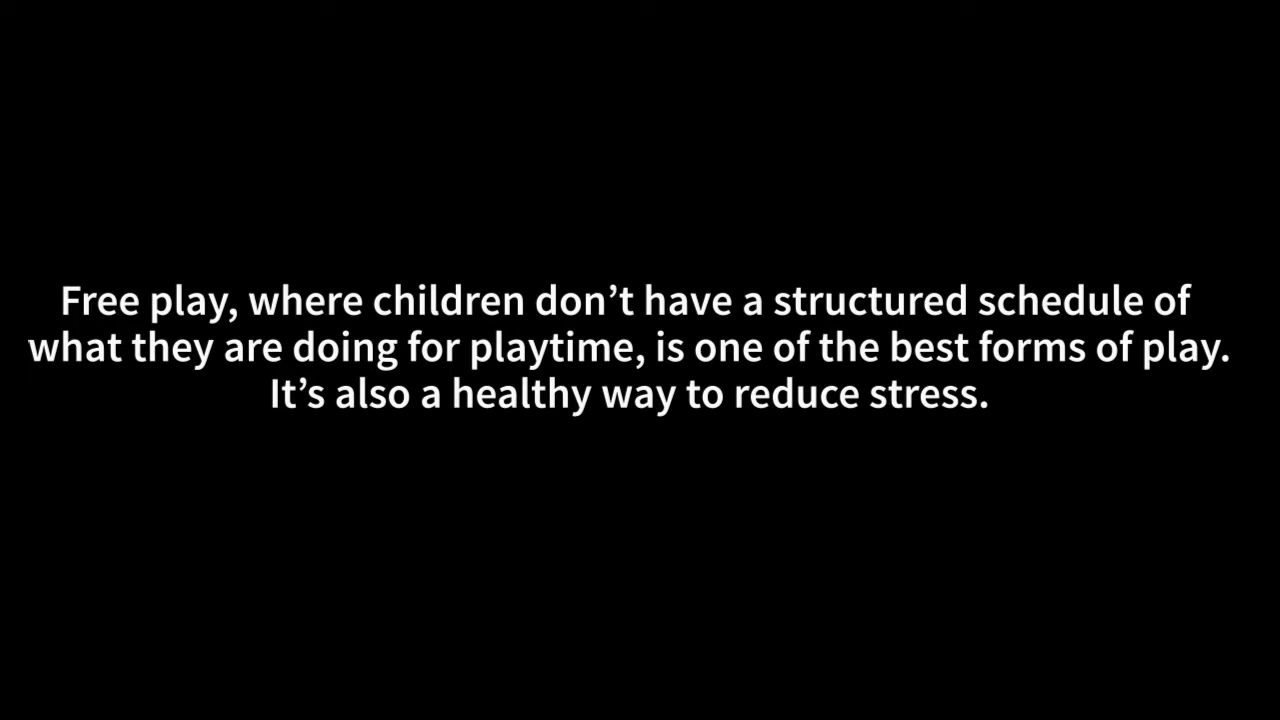 Free play, where children don’t have a structured schedule of
what they are doing for playtime, is one of the best forms of play.
It’s also a healthy way to reduce stress.